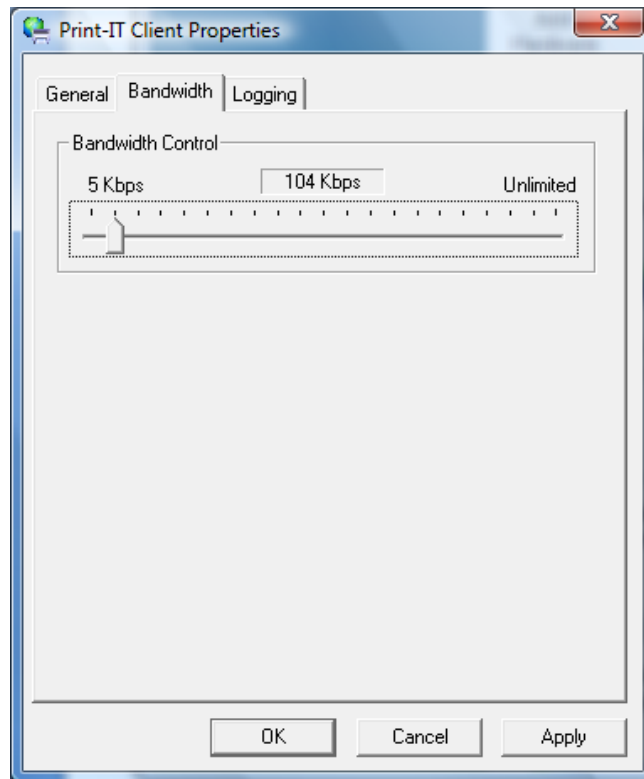 Print-IT Client Properties
General Bandwidth Logging
Bandwidth Control
5 Kbps 104 Kbps Unlimited
OK Cancel Apply